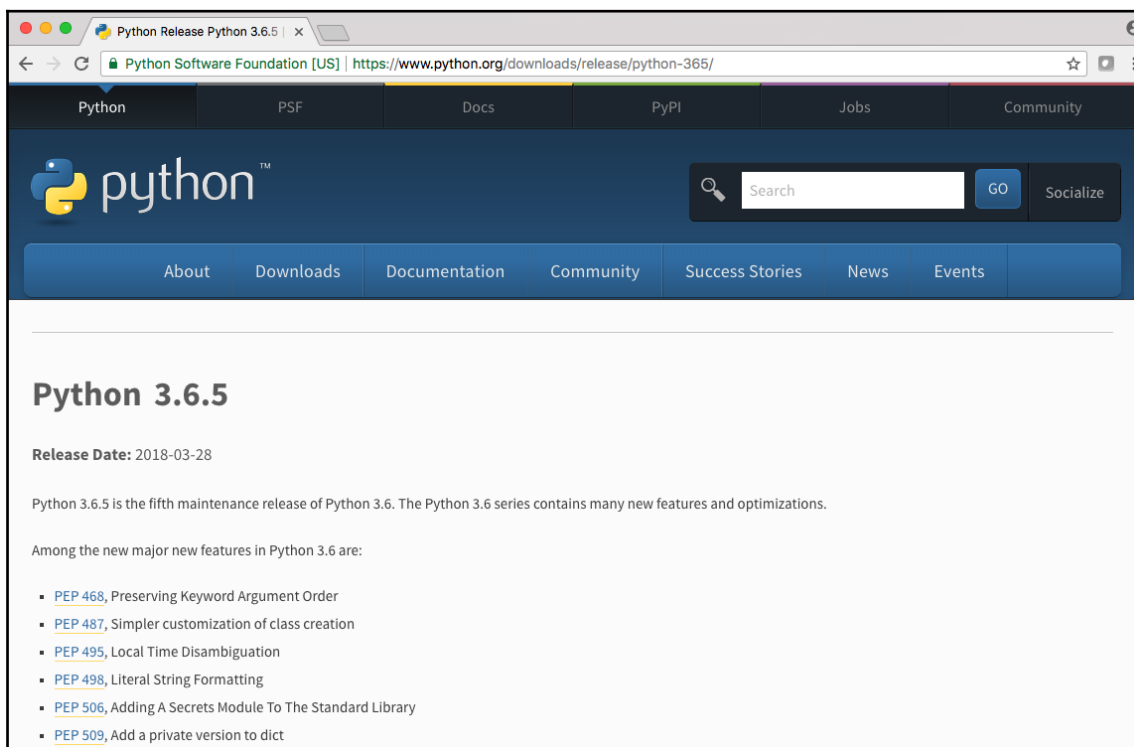 Python Release Python 3.6.5
Python Software Foundation [US] | https://www.python.org/downloads/release/python-365/
Python PSF Docs PyPI Jobs Community
python™
Search GO Socialize
About Downloads Documentation Community Success Stories News Events
Python 3.6.5
Release Date: 2018-03-28
Python 3.6.5 is the fifth maintenance release of Python 3.6. The Python 3.6 series contains many new features and optimizations.
Among the new major new features in Python 3.6 are:
▪ PEP 468, Preserving Keyword Argument Order
▪ PEP 487, Simpler customization of class creation
▪ PEP 495, Local Time Disambiguation
▪ PEP 498, Literal String Formatting
▪ PEP 506, Adding A Secrets Module To The Standard Library
▪ PEP 509, Add a private version to dict